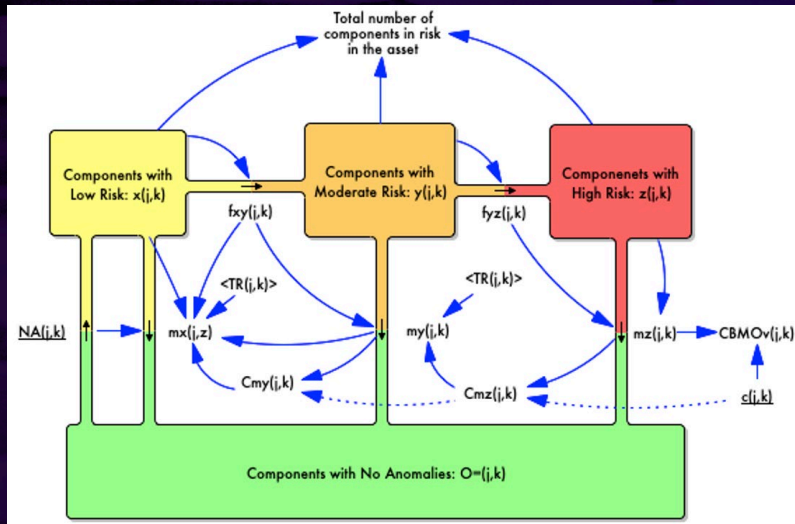 Total number of
components in risk
in the asset
Components with
Low Risk: x(j,k)
Components with
Moderate Risk: y(j,k)
Componenets with
High Risk: z(j,k)
fxy(j,k)
fyz(j,k)
<TR(j,k)>
<TR(j,k)>
NA(j,k)
mx(j,z)
my(j,k)
mz(j,k)
CBMOv(j,k)
Cmy(j,k)
Cmz(j,k)
c(j,k)
Components with No Anomalies: O=(j,k)